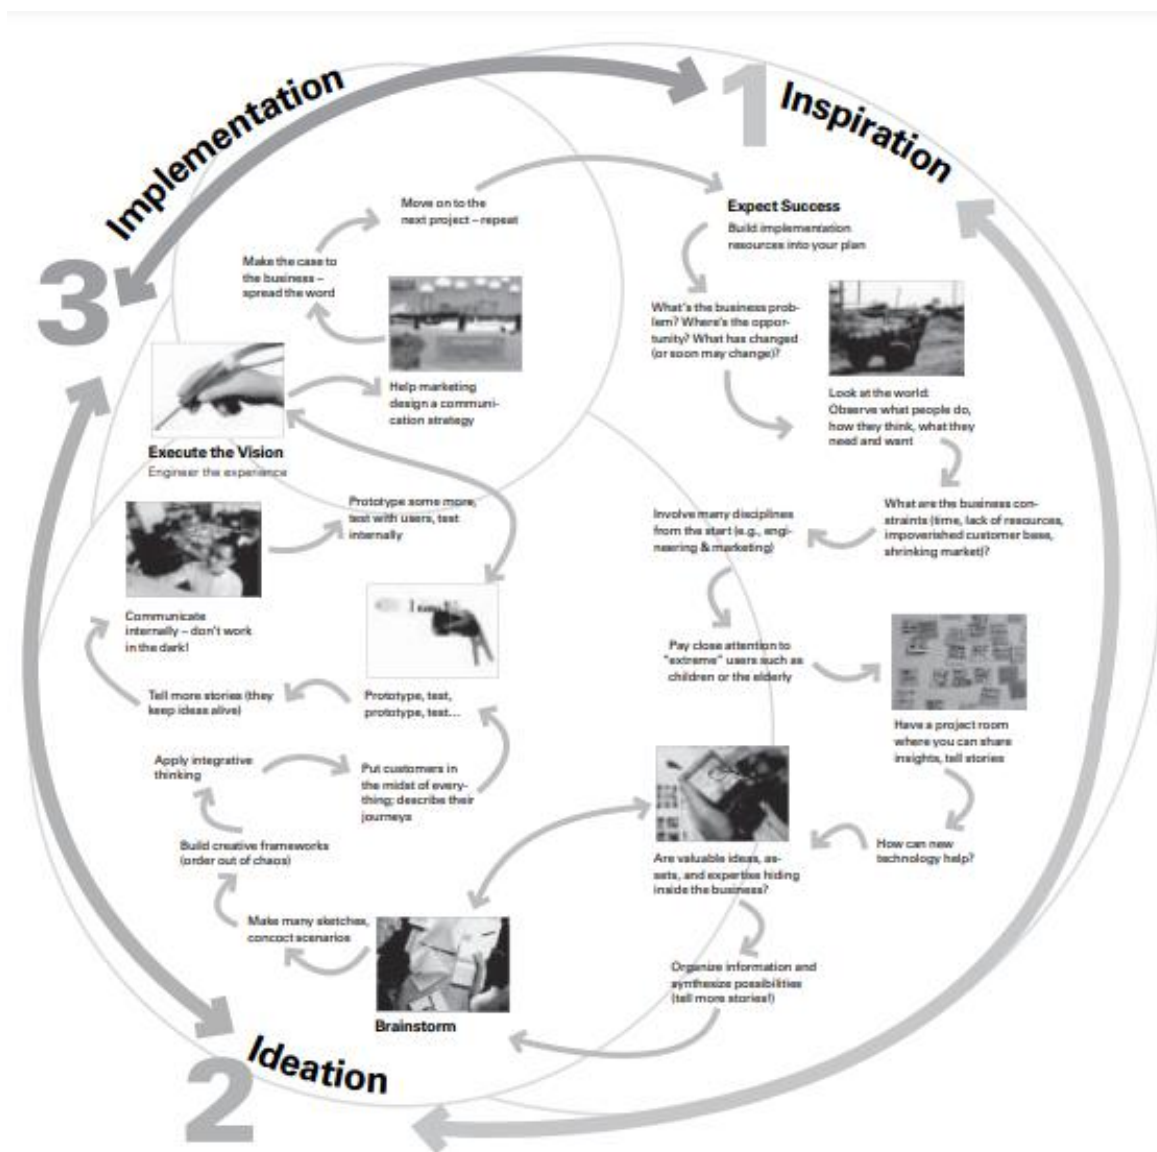 1
Inspiration
Expect Success
Build implementation
resources into your plan
What's the business prob-
lem? Where's the oppor-
tunity? What has changed
(or soon may change)?
Look at the world:
Observe what people do,
how they think, what they
need and want
What are the business con-
straints (time, lack of resources,
impoverished customer base,
shrinking market)?
Involve many disciplines
from the start (e.g., engi-
neering & marketing)
Pay close attention to
"extreme" users such as
children or the elderly
Have a project room
where you can share
insights, tell stories
How can new
technology help?
Are valuable ideas, as-
sets, and expertise hiding
inside the business?
Organize information and
synthesize possibilities
(tell more stories!)
2
Ideation
Brainstorm
Make many sketches,
concoct scenarios
Build creative frameworks
(order out of chaos)
Apply integrative
thinking
Put customers in
the midst of every-
thing; describe their
journeys
Prototype, test,
prototype, test...
Tell more stories (they
keep ideas alive)
Communicate
internally – don't work
in the dark!
Prototype some more,
test with users, test
internally
3
Implementation
Execute the Vision
Engineer the experience
Help marketing
design a communi-
cation strategy
Make the case to
the business –
spread the word
Move on to the
next project – repeat